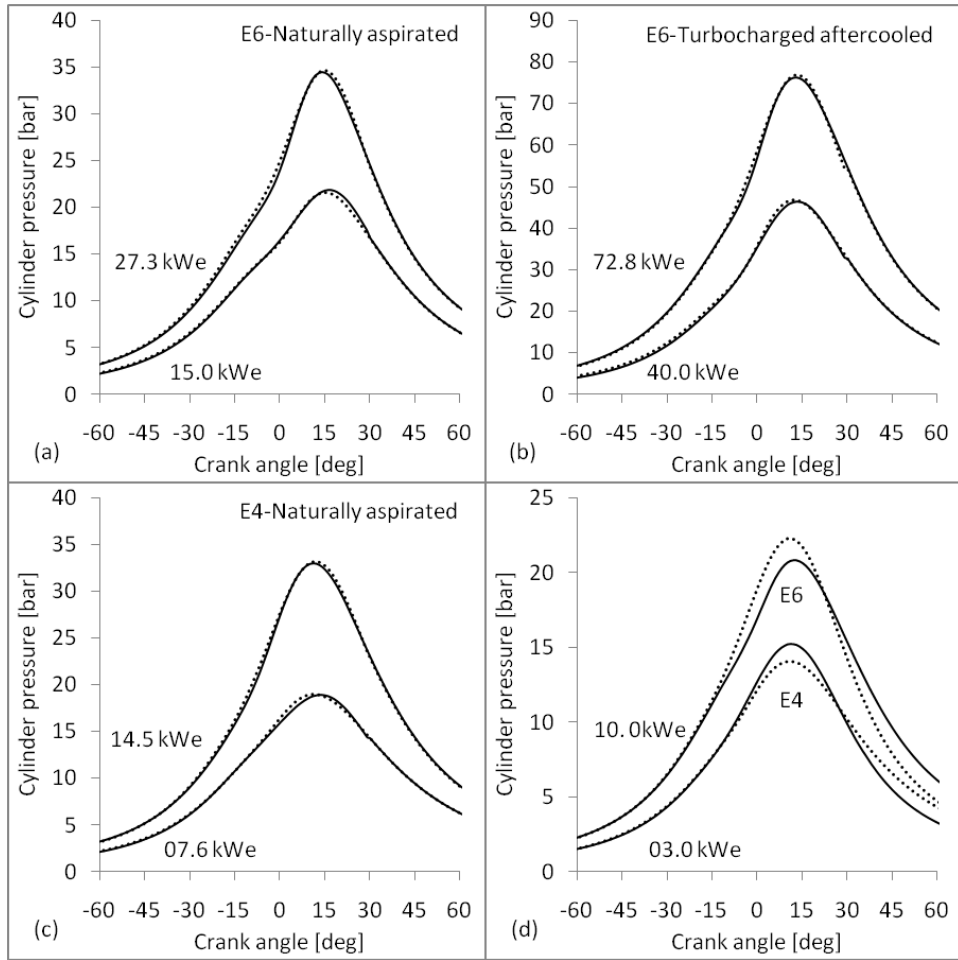 E6-Naturally aspirated
Cylinder pressure [bar]
40
35
30
25
20
15
10
5
0
27.3 kWe
15.0 kWe
-60 -45 -30 -15 0 15 30 45 60
(a) Crank angle [deg]
E6-Turbocharged aftercooled
Cylinder pressure [bar]
90
80
70
60
50
40
30
20
10
0
72.8 kWe
40.0 kWe
-60 -45 -30 -15 0 15 30 45 60
(b) Crank angle [deg]
E4-Naturally aspirated
Cylinder pressure [bar]
40
35
30
25
20
15
10
5
0
14.5 kWe
07.6 kWe
-60 -45 -30 -15 0 15 30 45 60
(c) Crank angle [deg]
Cylinder pressure [bar]
25
20
15
10
5
0
E6
E4
10.0kWe
03.0 kWe
-60 -45 -30 -15 0 15 30 45 60
(d) Crank angle [deg]